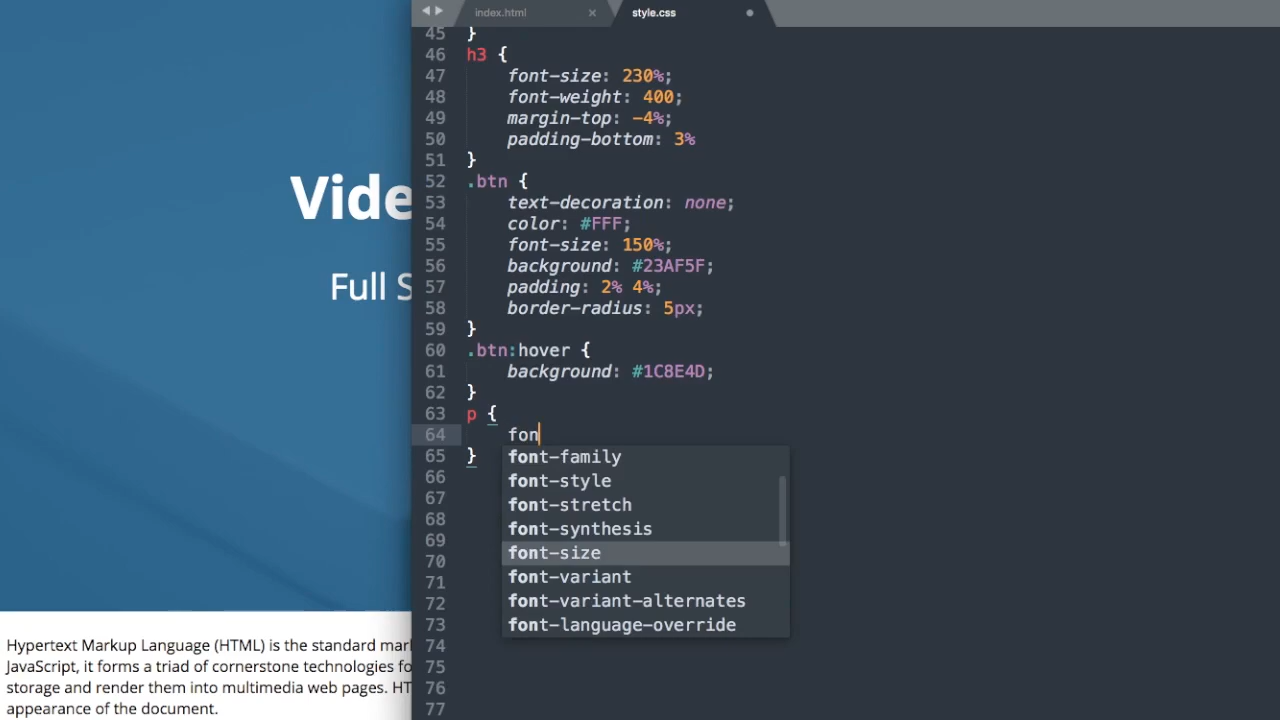 index.html
style.css
45 }
46 h3 {
47 font-size: 230%;
48 font-weight: 400;
49 margin-top: -4%;
50 padding-bottom: 3%
51 }
52 .btn {
53 text-decoration: none;
54 color: #FFF;
55 font-size: 150%;
56 background: #23AF5F;
57 padding: 2% 4%;
58 border-radius: 5px;
59 }
60 .btn:hover {
61 background: #1C8E4D;
62 }
63 p {
64 fon
65 }
66
67
68
69
70
71
72
73
74
75
76
77
font-family
font-style
font-stretch
font-synthesis
font-size
font-variant
font-variant-alternates
font-language-override
Vide
Full S
Hypertext Markup Language (HTML) is the standard mar
JavaScript, it forms a triad of cornerstone technologies fo
storage and render them into multimedia web pages. HT
appearance of the document.